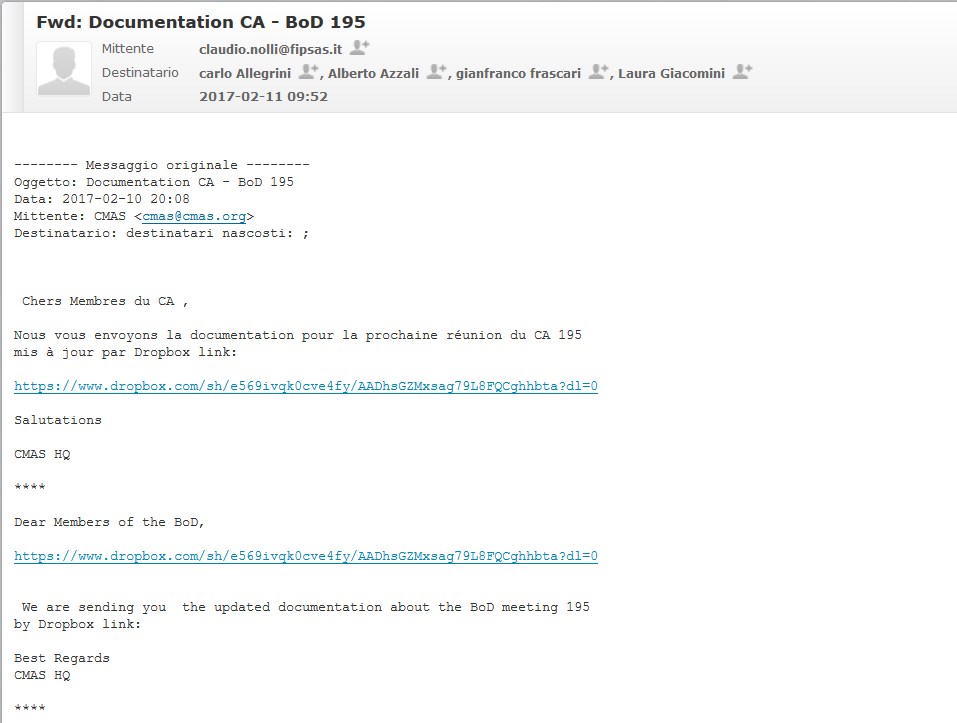 Fwd: Documentation CA - BoD 195
Mittente claudio.nolli@fipsas.it
Destinatario carlo Allegrini , Alberto Azzali , gianfranco frascari , Laura Giacomini
Data 2017-02-11 09:52
-------- Messaggio originale --------
Oggetto: Documentation CA - BoD 195
Data: 2017-02-10 20:08
Mittente: CMAS <cmas@cmas.org>
Destinatario: destinatari nascosti: ;
Chers Membres du CA ,
Nous vous envoyons la documentation pour la prochaine réunion du CA 195
mis à jour par Dropbox link:
https://www.dropbox.com/sh/e569ivqk0cve4fy/AADhsGZMxsag79L8FQCghhbta?dl=0
Salutations
CMAS HQ
****
Dear Members of the BoD,
https://www.dropbox.com/sh/e569ivqk0cve4fy/AADhsGZMxsag79L8FQCghhbta?dl=0
We are sending you  the updated documentation about the BoD meeting 195
by Dropbox link:
Best Regards
CMAS HQ
****